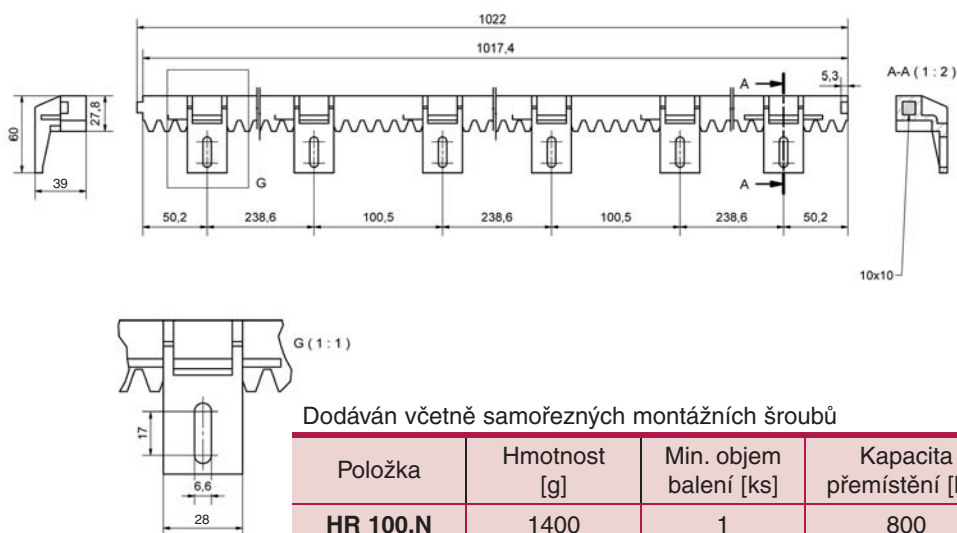 1022
1017,4
A
5,3
A-A ( 1 : 2 )
60
27,8
39
G
A
50,2
238,6
100,5
238,6
100,5
238,6
50,2
10x10
G ( 1 : 1 )
17
6,6
28
Dodáván včetně samořezných montážních šroubů
Položka Hmotnost Min. objem Kapacita
[g] balení [ks] přemístění
HR 100.N 1400 1 800